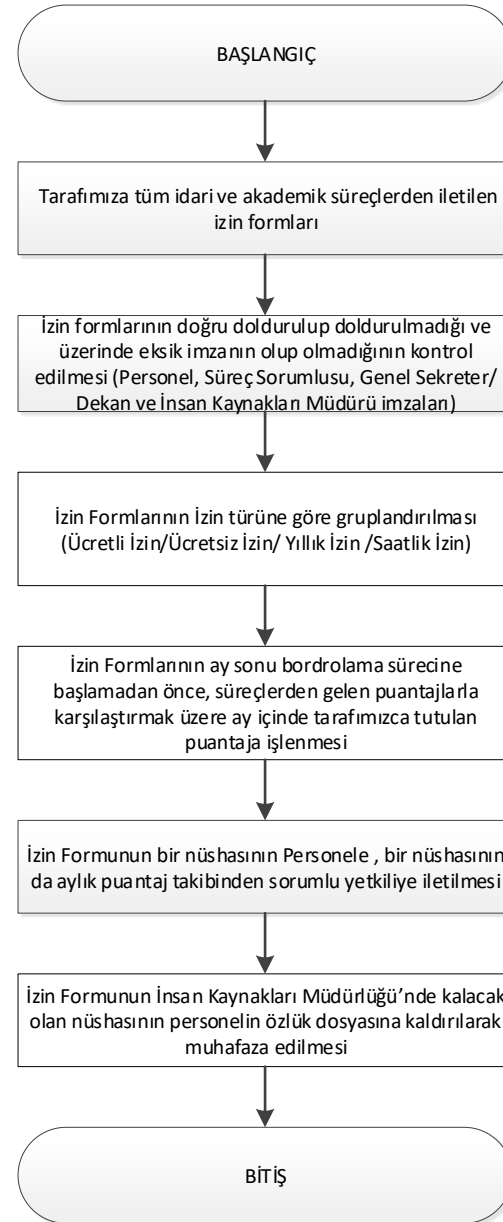 BAŞLANGIÇ
Tarafımıza tüm idari ve akademik süreçlerden iletilen
izin formları
İzin formlarının doğru doldurulup doldurulmadığı ve
üzerinde eksik imzanın olup olmadığının kontrol
edilmesi (Personel, Süreç Sorumlusu, Genel Sekreter/
Dekan ve İnsan Kaynakları Müdürü imzaları)
İzin Formlarının İzin türüne göre gruplandırılması
(Ücretli İzin/Ücretsiz İzin/ Yıllık İzin /Saatlik İzin)
İzin Formlarının ay sonu bordrolama sürecine
başlamadan önce, süreçlerden gelen puantajlarla
karşılaştırmak üzere ay içinde tarafımızca tutulan
puantaja işlenmesi
İzin Formunun bir nüshasının Personele , bir nüshasının
da aylık puantaj takibinden sorumlu yetkiliye iletilmesi
İzin Formunun İnsan Kaynakları Müdürlüğü’nde kalacak
olan nüshasının personelin özlük dosyasına kaldırılarak
muhafaza edilmesi
BİTİŞ